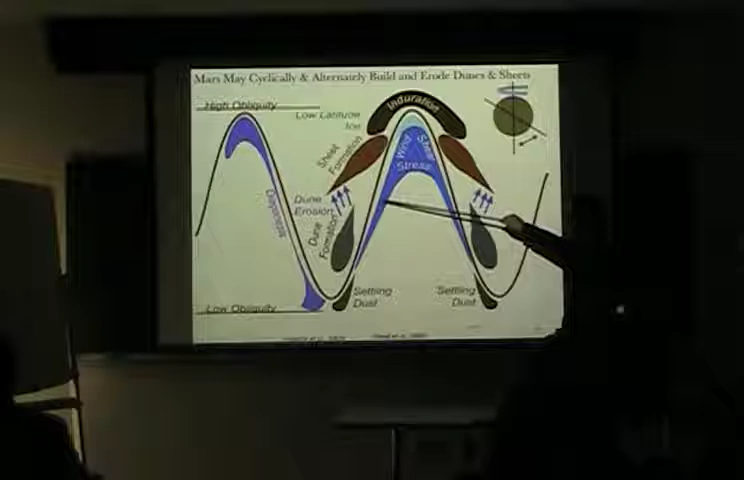 Mars May Cyclically & Alternately Build and Erode Dunes & Sheets
High Obliquity
Low Latitude
Ice
Induration
Sheet
Formation
Wind
Shear
Stress
Dune
Erosion
Dune
Formation
Settling
Dust
Settling
Dust
Low Obliquity